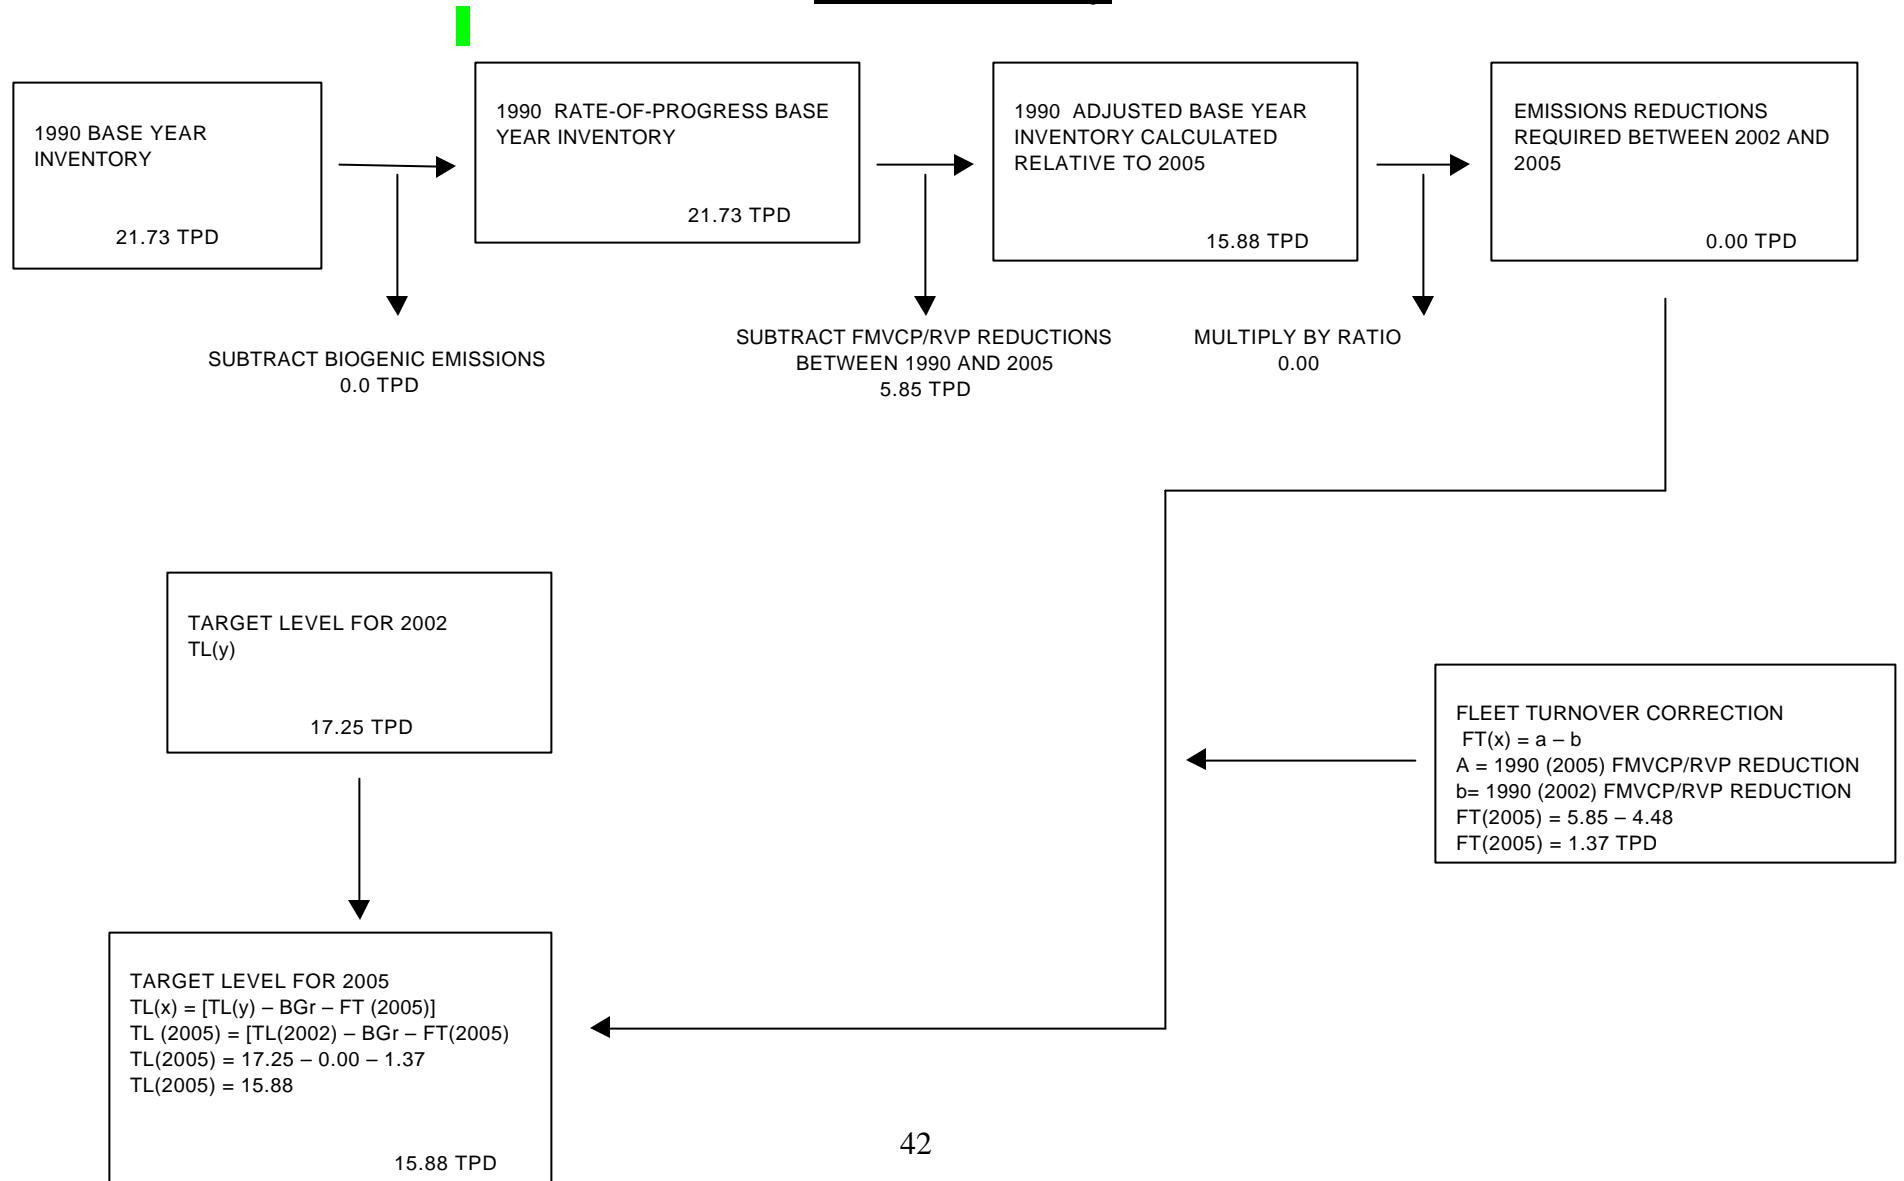 1990 BASE YEAR
INVENTORY
21.73 TPD
1990  RATE-OF-PROGRESS BASE
YEAR INVENTORY
21.73 TPD
1990  ADJUSTED BASE YEAR
INVENTORY CALCULATED
RELATIVE TO 2005
15.88 TPD
EMISSIONS REDUCTIONS
REQUIRED BETWEEN 2002 AND
2005
0.00 TPD
SUBTRACT BIOGENIC EMISSIONS
0.0 TPD
SUBTRACT FMVCP/RVP REDUCTIONS
BETWEEN 1990 AND 2005
5.85 TPD
MULTIPLY BY RATIO
0.00
TARGET LEVEL FOR 2002
TL(y)
17.25 TPD
FLEET TURNOVER CORRECTION
FT(x) = a – b
A = 1990 (2005) FMVCP/RVP REDUCTION
b= 1990 (2002) FMVCP/RVP REDUCTION
FT(2005) = 5.85 – 4.48
FT(2005) = 1.37 TPD
TARGET LEVEL FOR 2005
TL(x) = [TL(y) – BGr – FT (2005)]
TL (2005) = [TL(2002) – BGr – FT(2005)
TL(2005) = 17.25 – 0.00 – 1.37
TL(2005) = 15.88
15.88 TPD
42